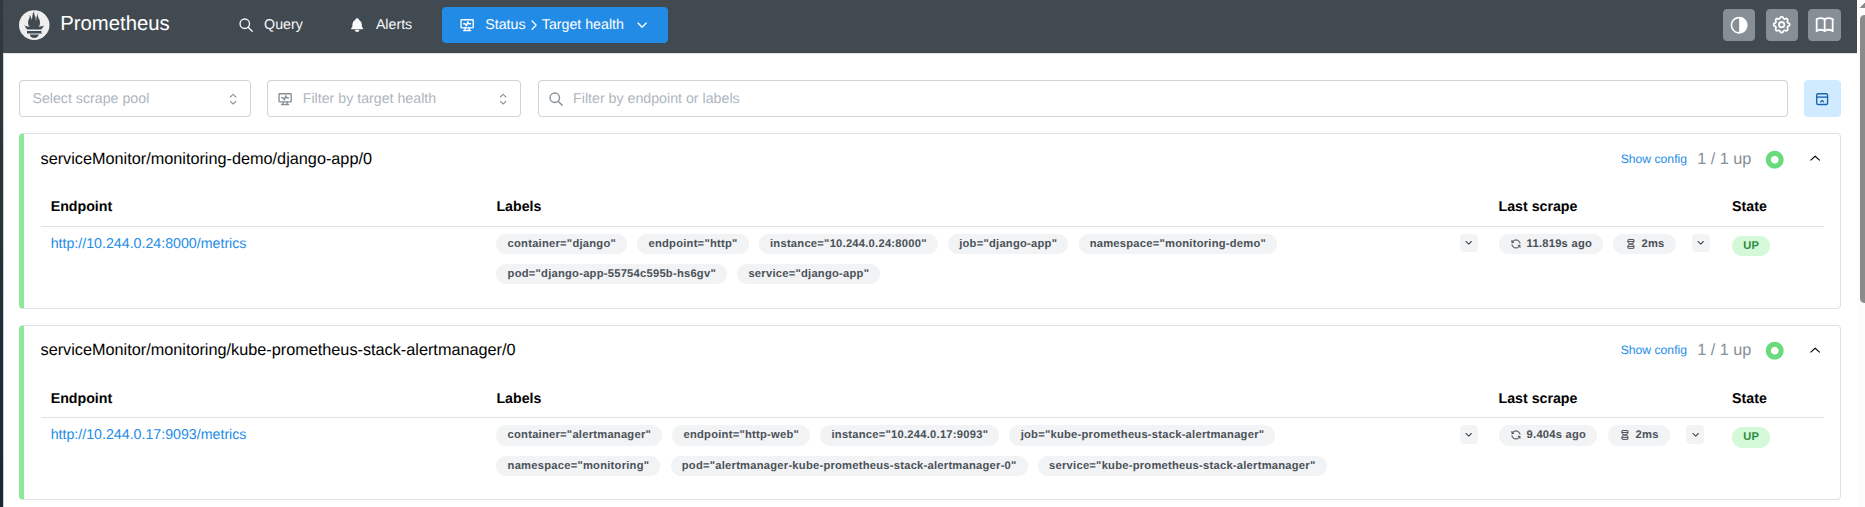 Prometheus Query Alerts Status > Target health
Select scrape pool Filter by target health Filter by endpoint or labels
serviceMonitor/monitoring-demo/django-app/0 Show config 1 / 1 up
Endpoint Labels Last scrape State
http://10.244.0.24:8000/metrics container="django" endpoint="http" instance="10.244.0.24:8000" job="django-app" namespace="monitoring-demo" 11.819s ago 2ms UP
pod="django-app-55754c595b-hs6gv" service="django-app"
serviceMonitor/monitoring/kube-prometheus-stack-alertmanager/0 Show config 1 / 1 up
Endpoint Labels Last scrape State
http://10.244.0.17:9093/metrics container="alertmanager" endpoint="http-web" instance="10.244.0.17:9093" job="kube-prometheus-stack-alertmanager" 9.404s ago 2ms UP
namespace="monitoring" pod="alertmanager-kube-prometheus-stack-alertmanager-0" service="kube-prometheus-stack-alertmanager"